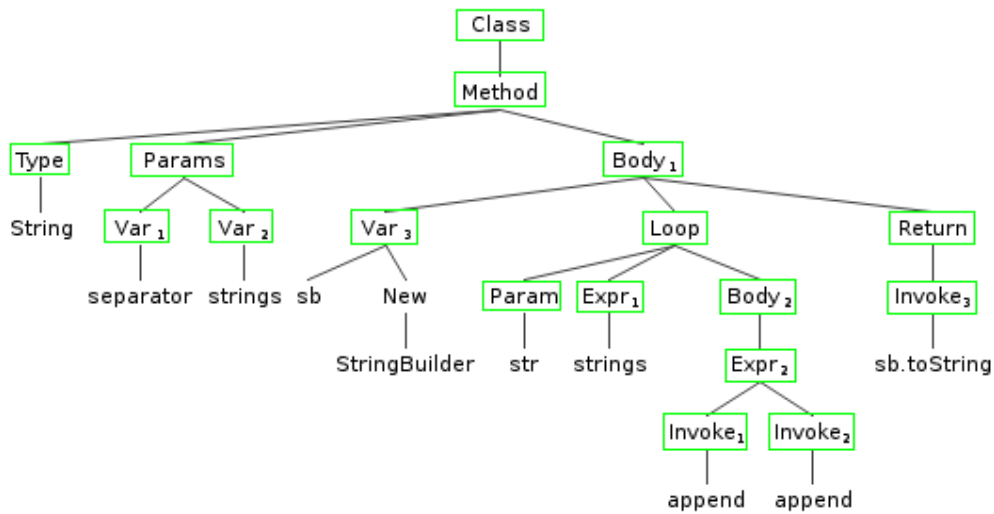 Class
Method
Type Params Body₁
String Var₁ Var₂ Var₃ Loop Return
separator strings sb New Param Expr₁ Body₂ Invoke₃
StringBuilder str strings Expr₂ sb.toString
Invoke₁ Invoke₂
append append